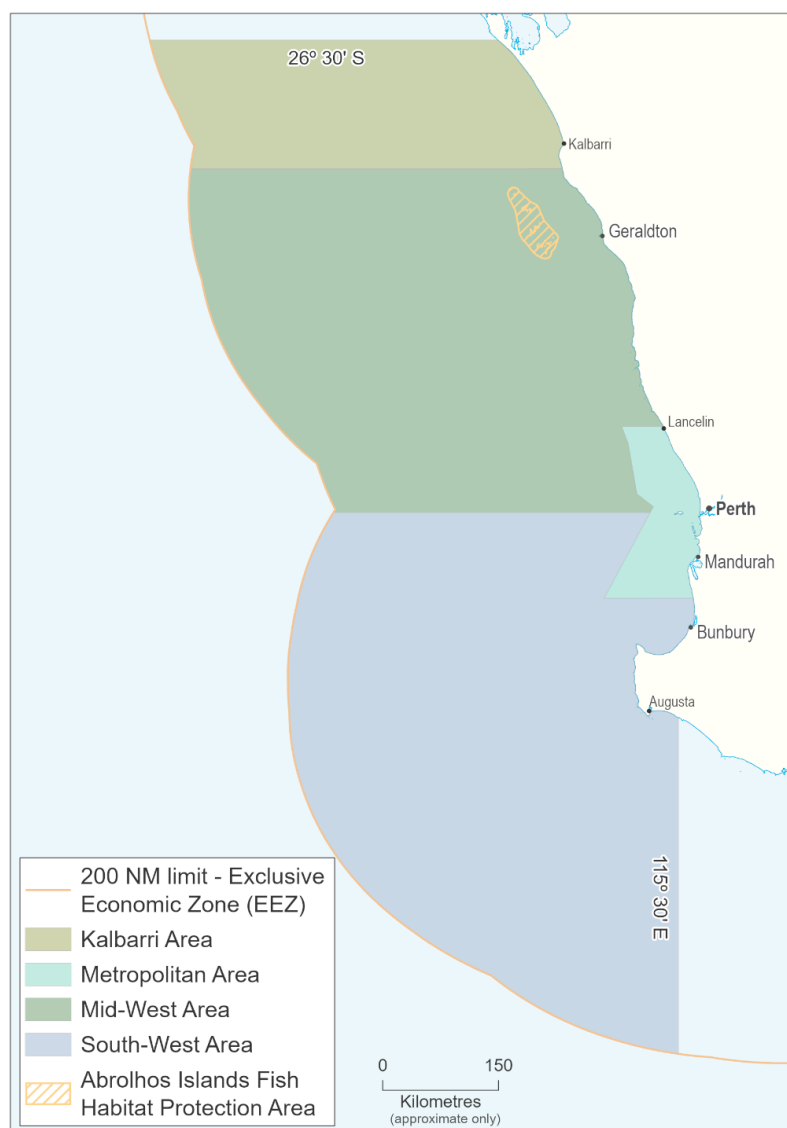 26º 30' S
Kalbarri
Geraldton
Lancelin
Perth
Mandurah
Bunbury
Augusta
115º 30' E
200 NM limit - Exclusive
Economic Zone (EEZ)
Kalbarri Area
Metropolitan Area
Mid-West Area
South-West Area
Abrolhos Islands Fish
Habitat Protection Area
0 150
Kilometres
(approximate only)